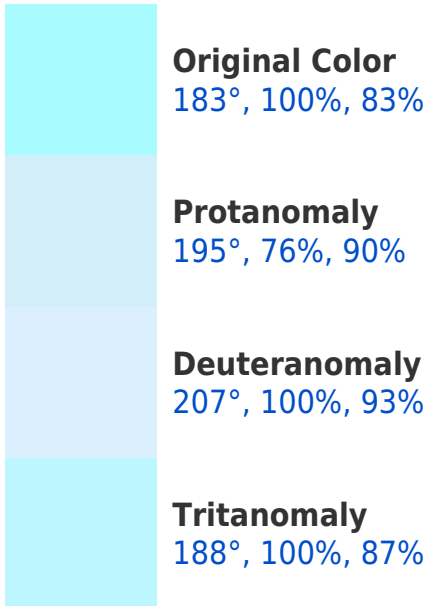 Original Color
183°, 100%, 83%
Protanomaly
195°, 76%, 90%
Deuteranomaly
207°, 100%, 93%
Tritanomaly
188°, 100%, 87%